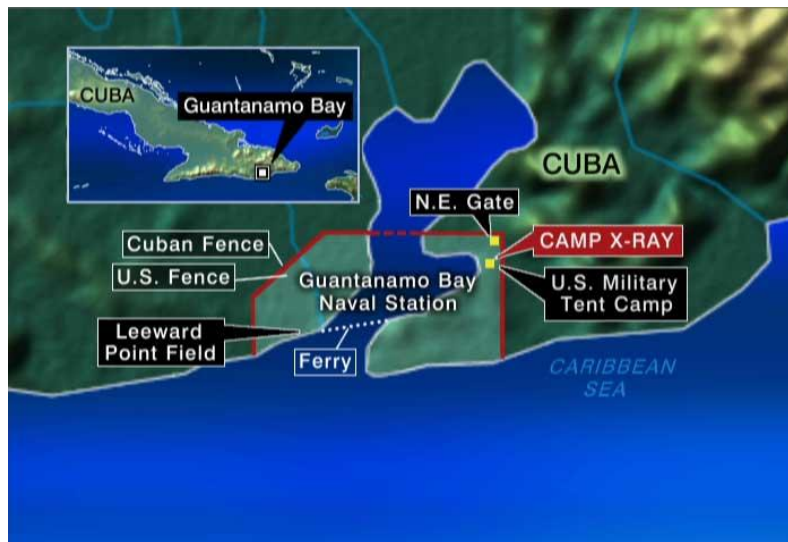 CUBA
Guantanamo Bay
CUBA
N.E. Gate
Cuban Fence
CAMP X-RAY
U.S. Fence
Guantanamo Bay
Naval Station
U.S. Military
Tent Camp
Leeward
Point Field
Ferry
CARIBBEAN
SEA